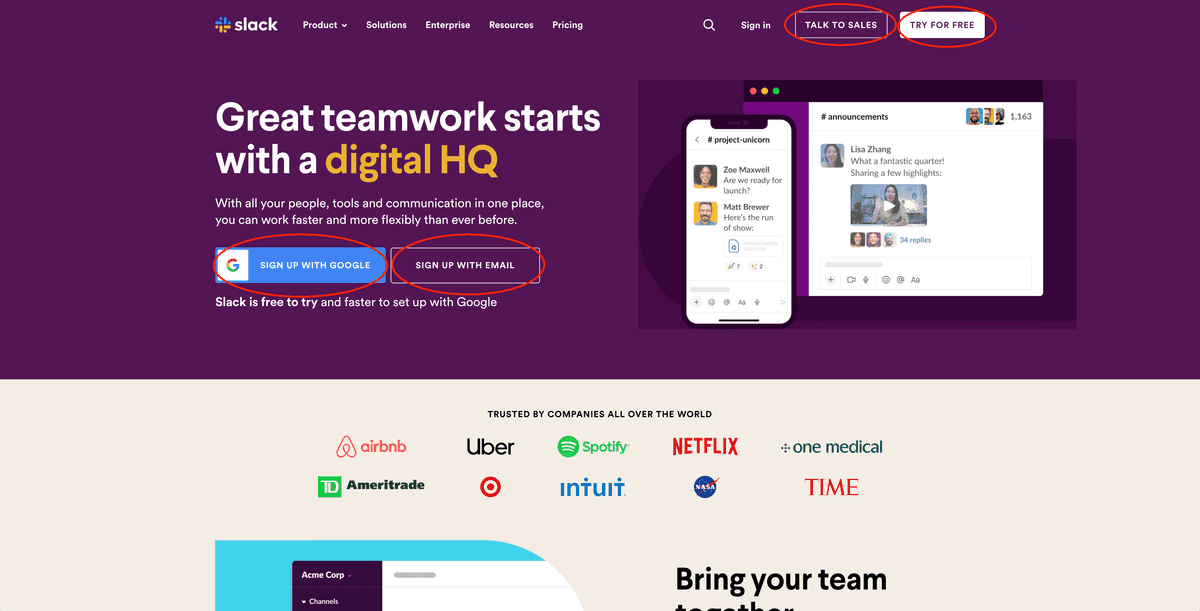 slack Product Solutions Enterprise Resources Pricing Sign in TALK TO SALES TRY FOR FREE
Great teamwork starts
with a digital HQ
With all your people, tools and communication in one place,
you can work faster and more flexibly than ever before.
SIGN UP WITH GOOGLE SIGN UP WITH EMAIL
Slack is free to try and faster to set up with Google
# project-unicorn
Zoe Maxwell
Are we ready for
launch?
Matt Brewer
Here's the run
of show:
7 2
Aa
# announcements 1,163
Lisa Zhang
What a fantastic quarter!
Sharing a few highlights:
34 replies
Aa
TRUSTED BY COMPANIES ALL OVER THE WORLD
airbnb Uber Spotify NETFLIX one medical
TD Ameritrade intuit NASA TIME
Acme Corp
Channels
Bring your team
together